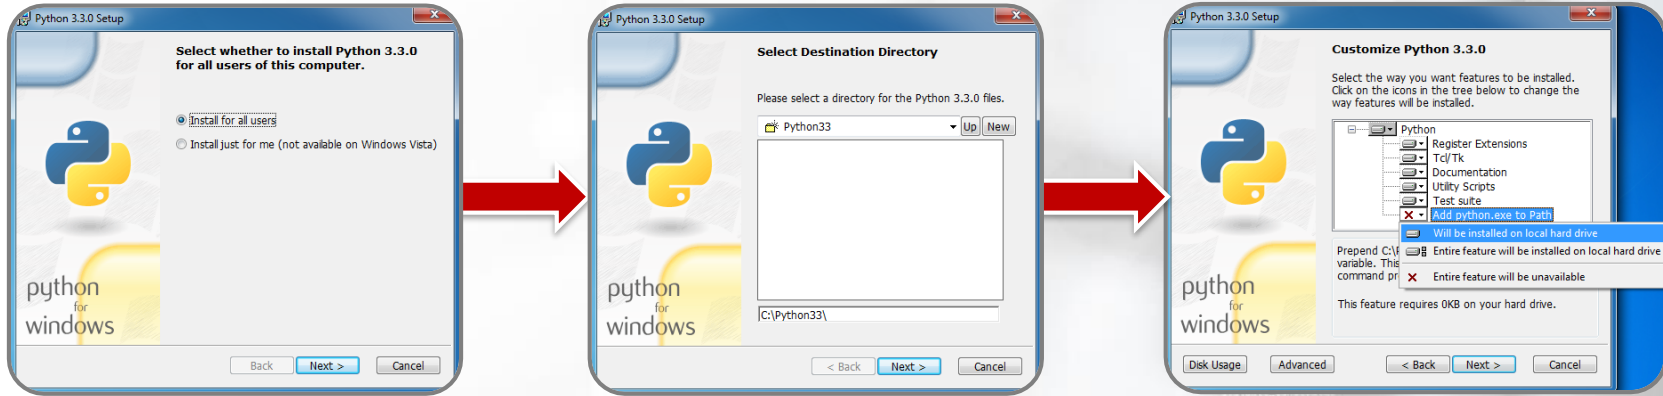 Python 3.3.0 Setup
Select whether to install Python 3.3.0
for all users of this computer.
Install for all users
Install just for me (not available on Windows Vista)
python
for
windows
Back
Next >
Cancel
Python 3.3.0 Setup
Select Destination Directory
Please select a directory for the Python 3.3.0 files.
Python33
Up
New
C:\Python33\
python
for
windows
< Back
Next >
Cancel
Python 3.3.0 Setup
Customize Python 3.3.0
Select the way you want features to be installed.
Click on the icons in the tree below to change the
way features will be installed.
Python
Register Extensions
Tcl/Tk
Documentation
Utility Scripts
Test suite
Add python.exe to Path
Will be installed on local hard drive
Entire feature will be installed on local hard drive
Entire feature will be unavailable
Prepend C:\
variable. This
command
This feature requires 0KB on your hard drive.
python
for
windows
Disk Usage
Advanced
< Back
Next >
Cancel